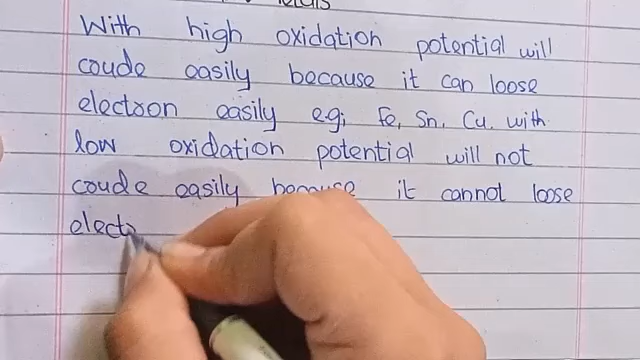 With high oxidation potential will
coude easily because it can loose
electron easily e.g; Fe, Sn, Cu. with
low oxidation potential will not
coude easily because it cannot loose
electr